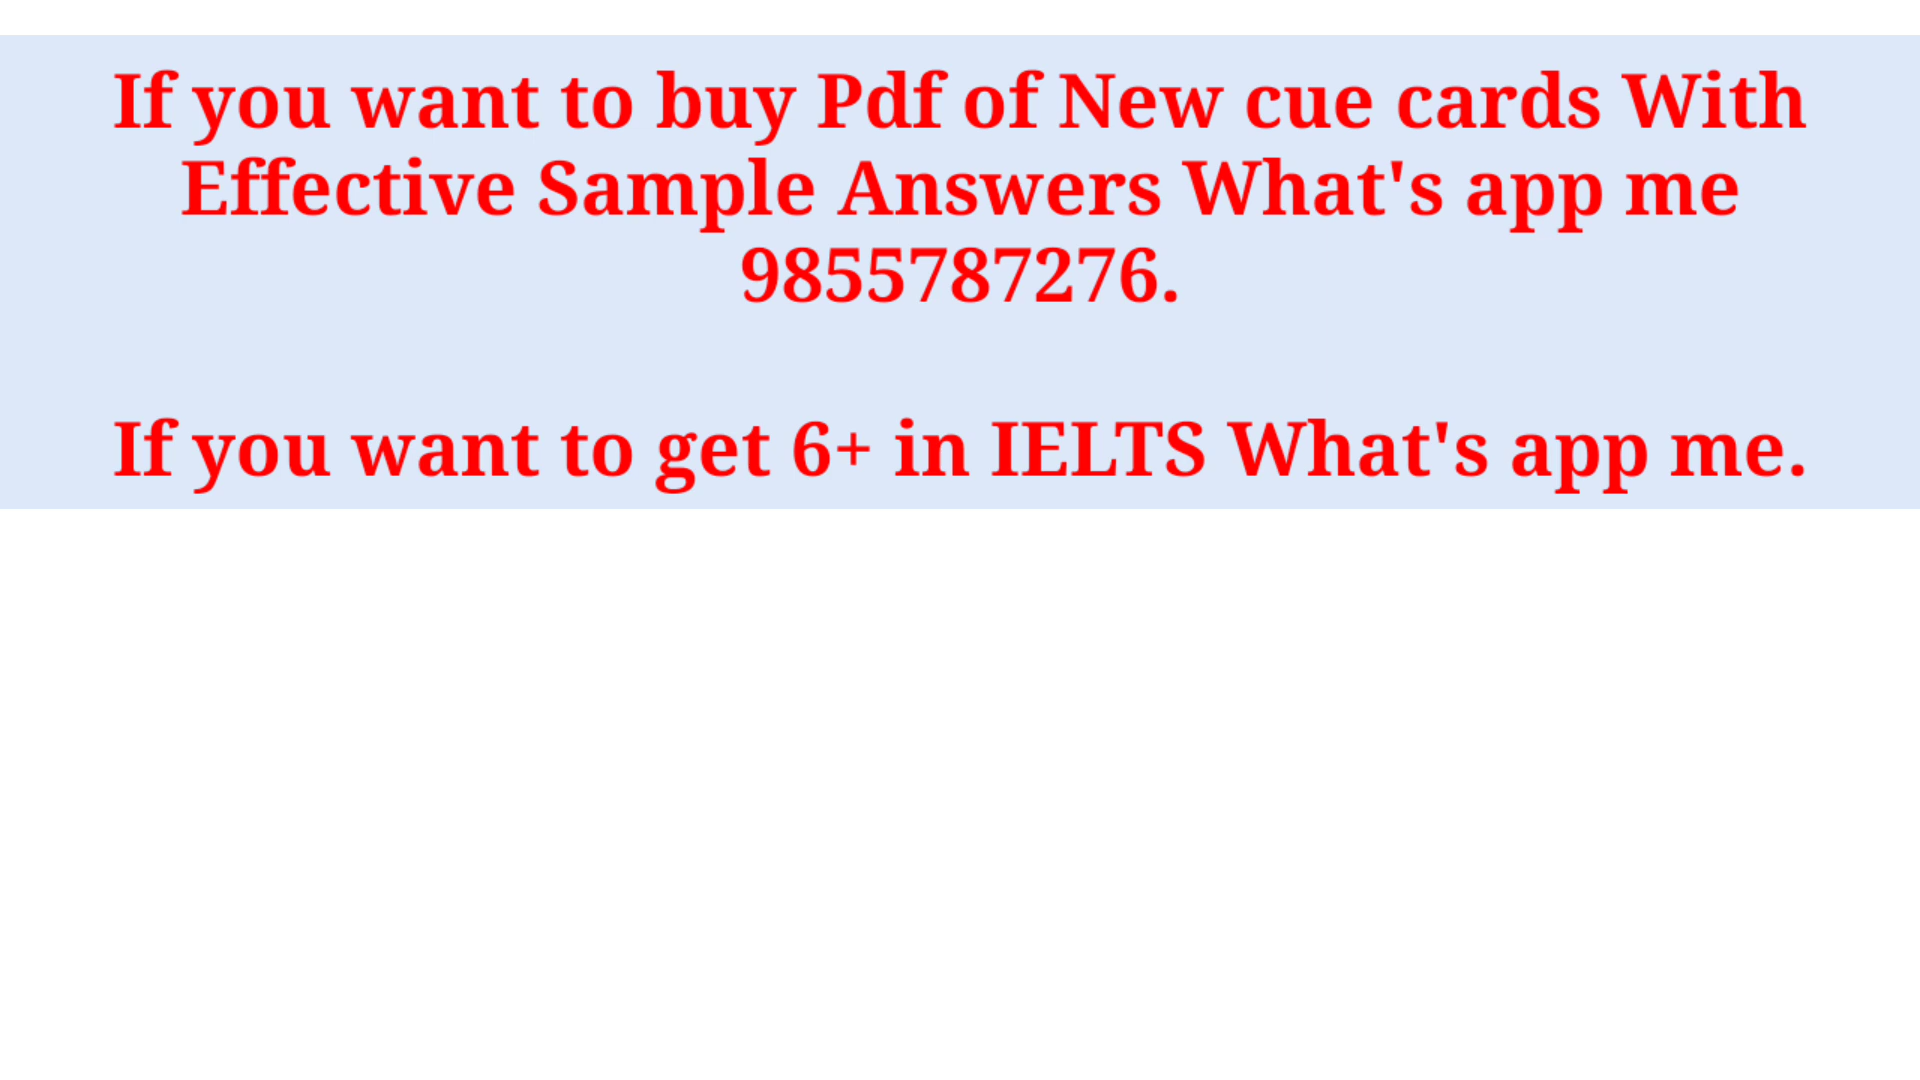 If you want to buy Pdf of New cue cards With
Effective Sample Answers What's app me
9855787276.
If you want to get 6+ in IELTS What's app me.